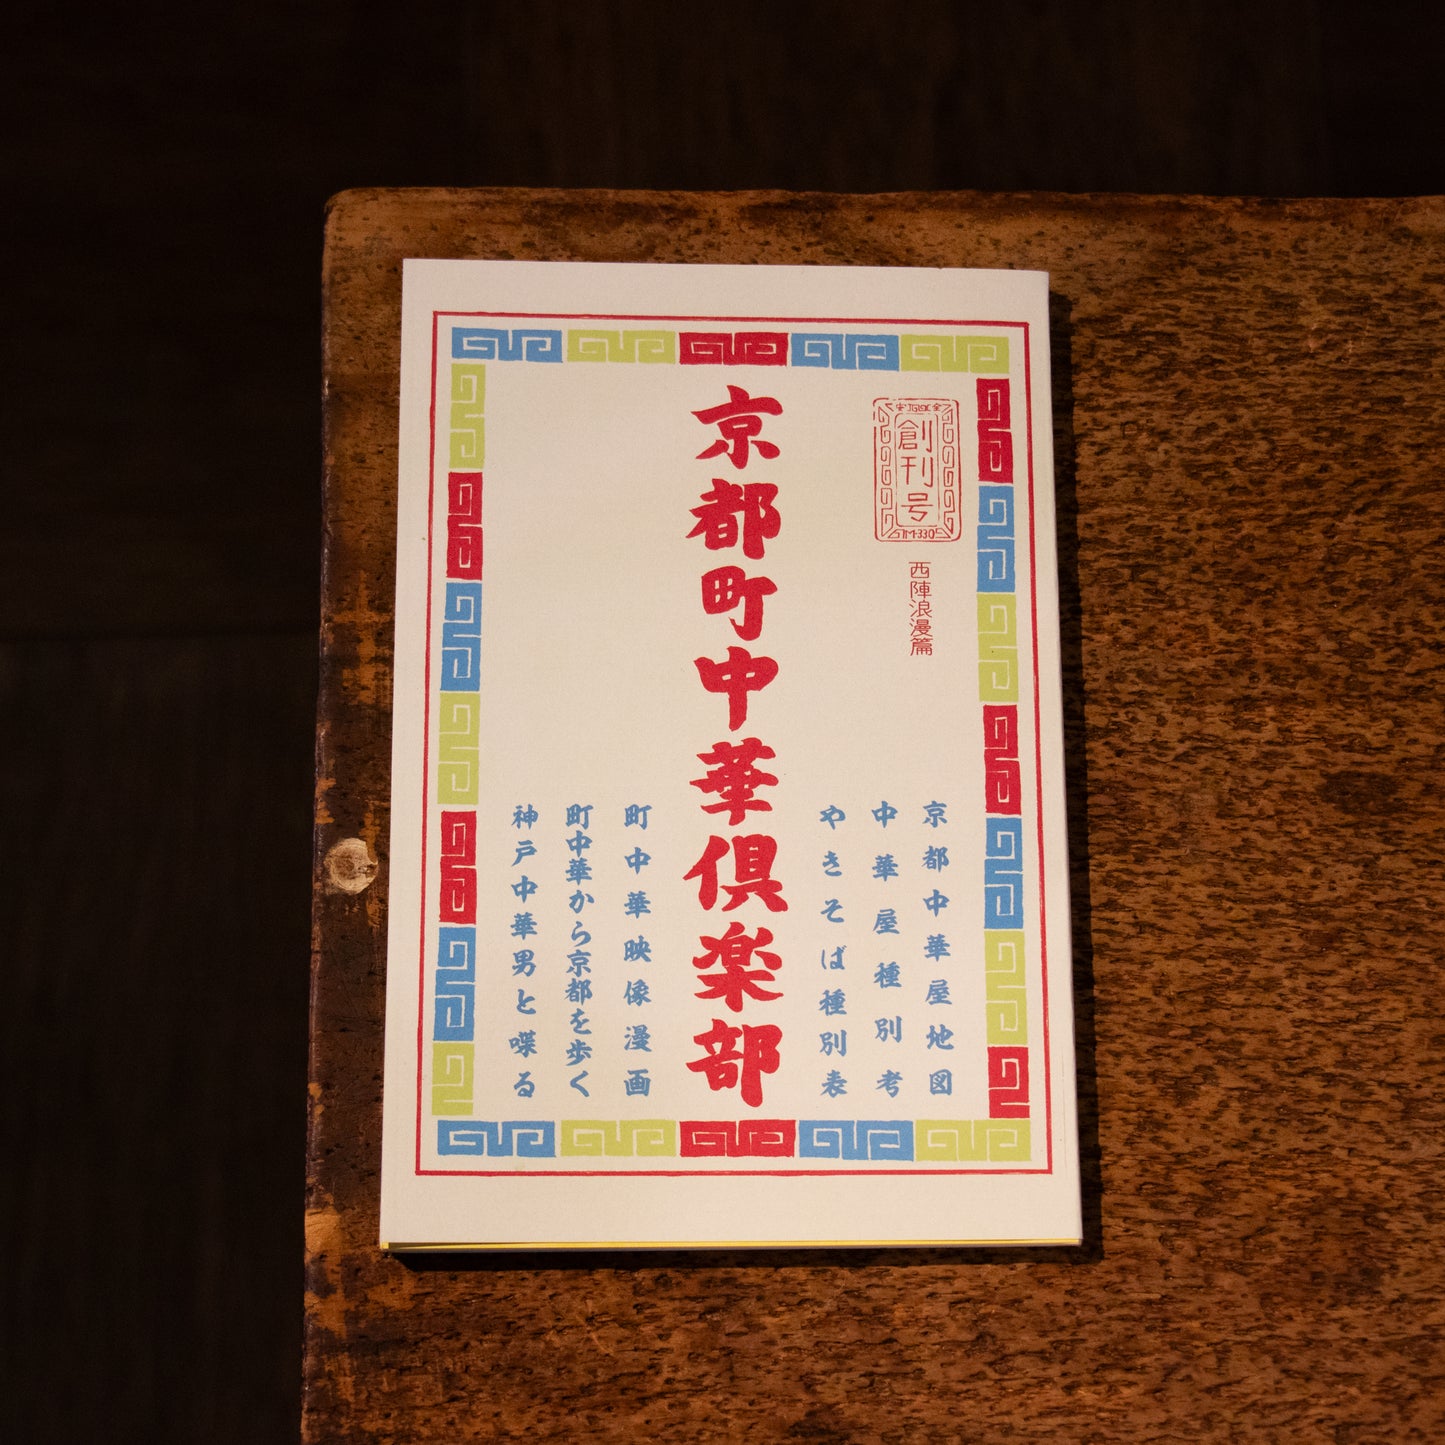 創刊号
西陣浪漫篇
京都町中華倶楽部
京都中華屋地図
中華屋種別考
やきそば種別表
町中華映像漫画
町中華から京都を歩く
神戸中華男と喋る